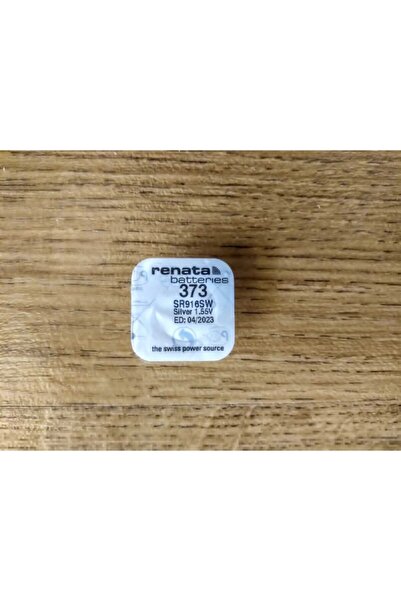 renata
batteries
373
SR916SW
Silver 1.55V
ED: 04/2023
the swiss power source